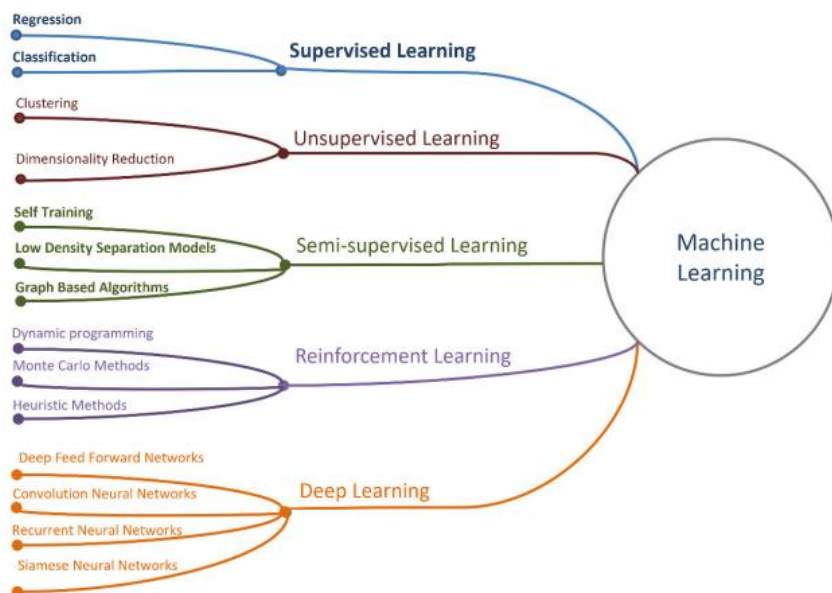 Regression
Supervised Learning
Classification
Clustering
Unsupervised Learning
Dimensionality Reduction
Self Training
Low Density Separation Models
Semi-supervised Learning
Graph Based Algorithms
Machine
Learning
Dynamic programming
Reinforcement Learning
Monte Carlo Methods
Heuristic Methods
Deep Feed Forward Networks
Deep Learning
Convolution Neural Networks
Recurrent Neural Networks
Siamese Neural Networks